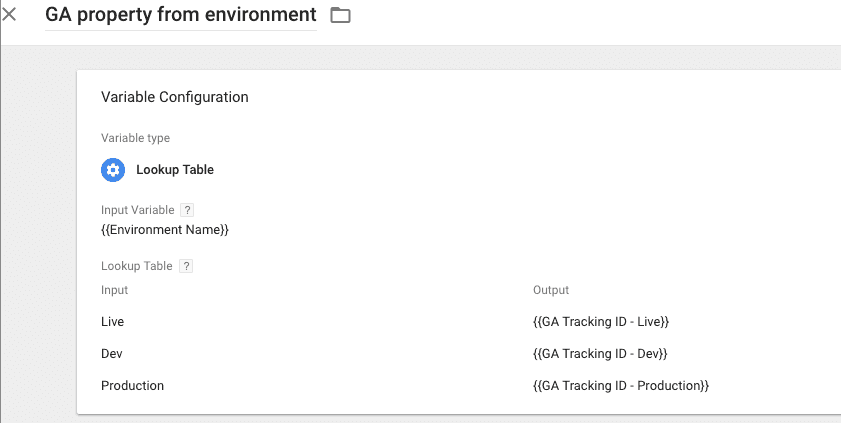 GA property from environment
Variable Configuration
Variable type
Lookup Table
Input Variable ?
{{Environment Name}}
Lookup Table ?
Input Output
Live {{GA Tracking ID - Live}}
Dev {{GA Tracking ID - Dev}}
Production {{GA Tracking ID - Production}}